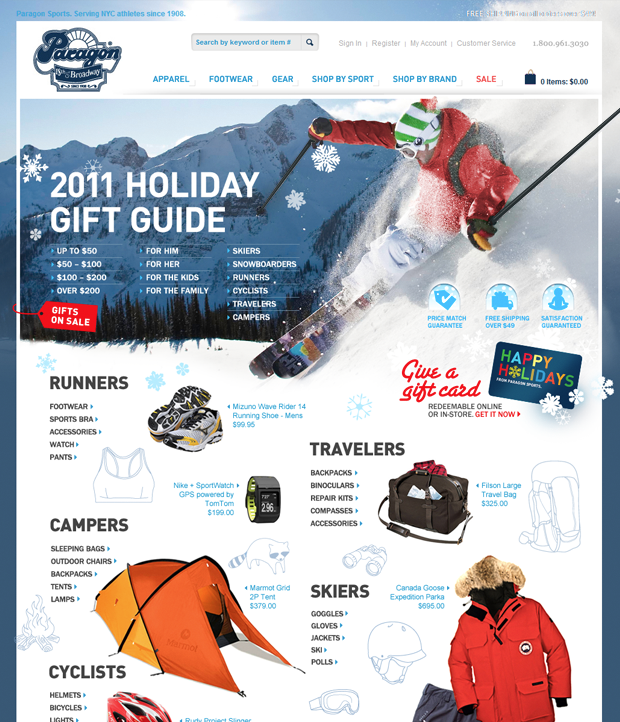 Paragon Sports. Serving NYC athletes since 1908.
Paragon
18th & Broadway
Search by keyword or item #
Sign In | Register | My Account | Customer Service
1.800.961.3030
APPAREL FOOTWEAR GEAR SHOP BY SPORT SHOP BY BRAND SALE
0 Items: $0.00
2011 HOLIDAY
GIFT GUIDE
UP TO $50
$50 – $100
$100 – $200
OVER $200
FOR HIM
FOR HER
FOR THE KIDS
FOR THE FAMILY
SKIERS
SNOWBOARDERS
RUNNERS
CYCLISTS
TRAVELERS
CAMPERS
GIFTS
ON SALE
PRICE MATCH
GUARANTEE
FREE SHIPPING
OVER $49
SATISFACTION
GUARANTEED
Give a
gift card
HAPPY
HOLIDAYS
FROM PARAGON SPORTS.
REDEEMABLE ONLINE
OR IN-STORE. GET IT NOW
RUNNERS
FOOTWEAR
SPORTS BRA
ACCESSORIES
WATCH
PANTS
Mizuno Wave Rider 14
Running Shoe - Mens
$99.95
Nike + SportWatch
GPS powered by
TomTom
$199.00
2.96
TRAVELERS
BACKPACKS
BINOCULARS
REPAIR KITS
COMPASSES
ACCESSORIES
Filson Large
Travel Bag
$325.00
CAMPERS
SLEEPING BAGS
OUTDOOR CHAIRS
BACKPACKS
TENTS
LAMPS
Marmot Grid
2P Tent
$379.00
Marmot
SKIERS
GOGGLES
GLOVES
JACKETS
SKI
POLLS
Canada Goose
Expedition Parka
$695.00
CYCLISTS
HELMETS
BICYCLES
LIGHTS
Rudy Project Slinger